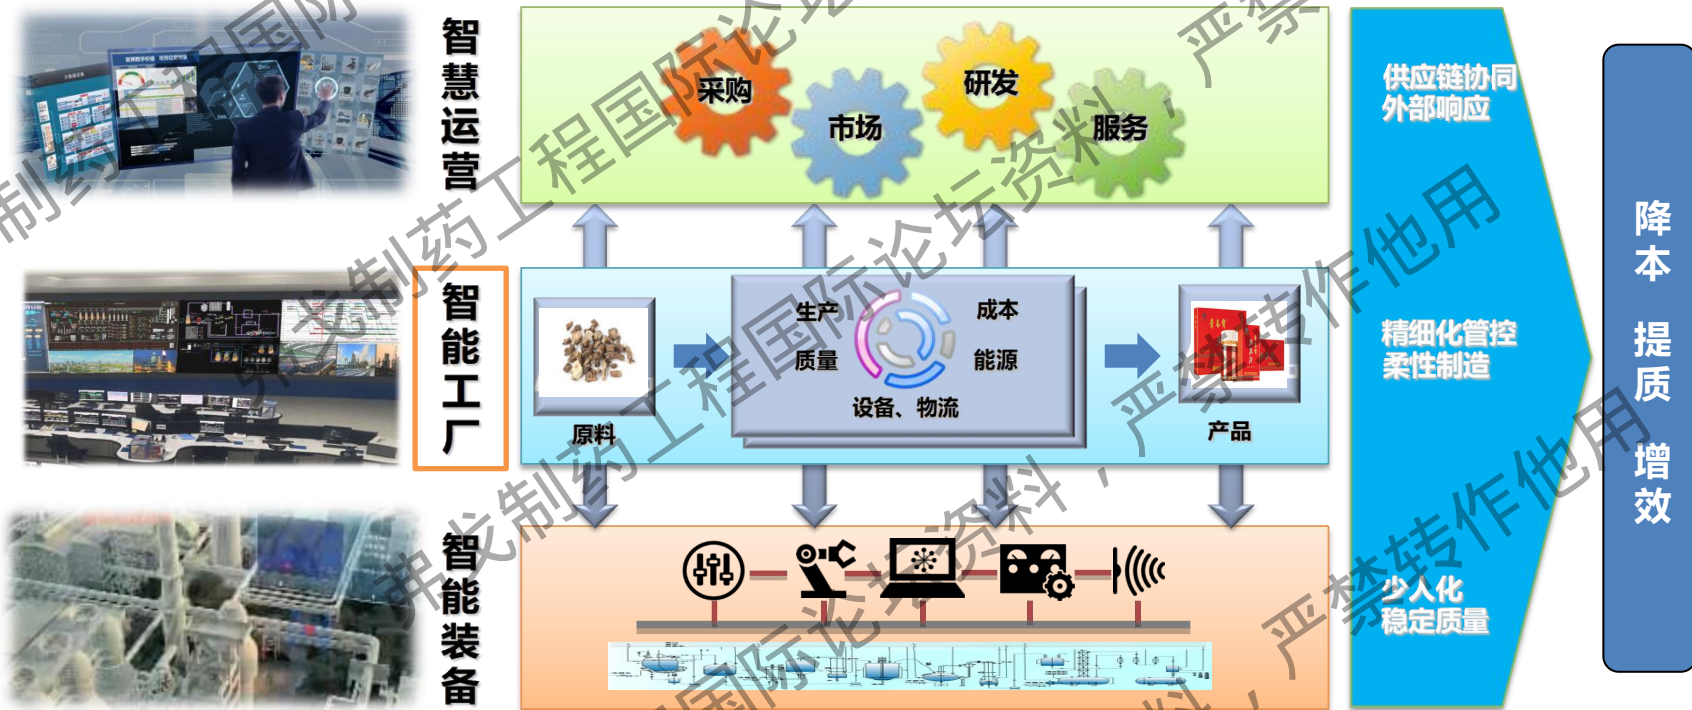 智慧运营
采购
市场
研发
服务
供应链协同
外部响应
智能工厂
原料
生产
成本
质量
能源
设备、物流
产品
精细化管控
柔性制造
智能装备
少人化
稳定质量
降本 提质 增效
弗戈制药工程国际论坛资料,严禁转作他用